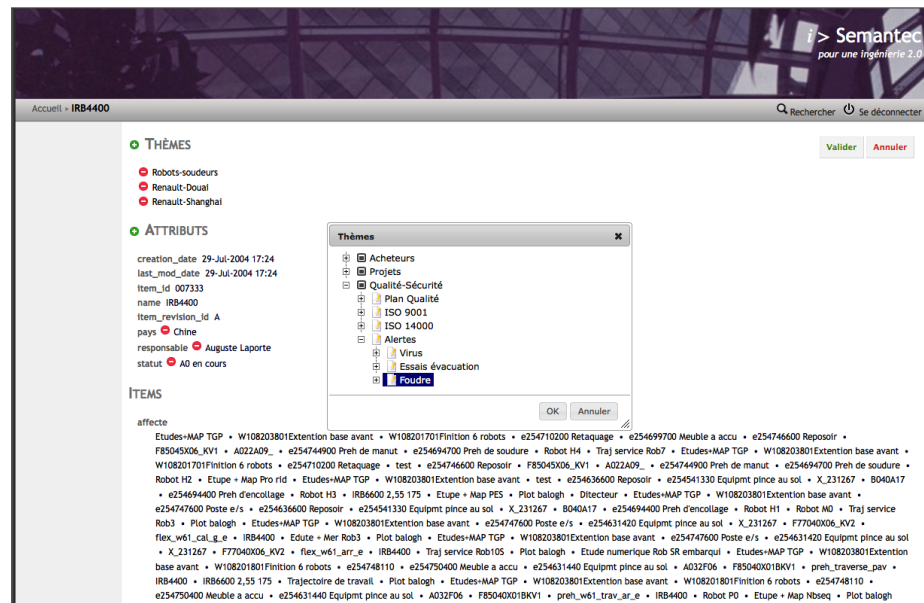 i > Semantec
pour une ingénierie 2.0
Accueil » IRB4400
Rechercher Se déconnecter
THÈMES
Valider Annuler
Robots-soudeurs
Renault-Douai
Renault-Shanghai
ATTRIBUTS
creation_date 29-Jul-2004 17:24
last_mod_date 29-Jul-2004 17:24
item_id 007333
name IRB4400
item_revision_id A
pays Chine
responsable Auguste Laporte
statut A0 en cours
Thèmes
Acheteurs
Projets
Qualité-Sécurité
Plan Qualité
ISO 9001
ISO 14000
Alertes
Virus
Essais évacuation
Foudre
OK Annuler
ITEMS
affecte
Etudes+MAP TGP • W108203801Extention base avant • W108201701Finition 6 robots • e254710200 Retaquage • e254699700 Meuble a accu • e254746600 Reposoir •
F85045X06_KV1 • A022A09_ • e254744900 Preh de manut • e254694700 Preh de soudure • Robot H4 • Traj service Rob7 • Etudes+MAP TGP • W108203801Extention base avant •
W108201701Finition 6 robots • e254710200 Retaquage • test • e254746600 Reposoir • F85045X06_KV1 • A022A09_ • e254744900 Preh de manut • e254694700 Preh de soudure •
Robot H2 • Etupe + Map Pro rid • Etudes+MAP TGP • W108203801Extention base avant • test • e254636600 Reposoir • e254541330 Equipmt pince au sol • X_231267 • B040A17
• e254694400 Preh d'encollage • Robot H3 • IRB6600 2,55 175 • Etupe + Map PES • Plot balogh • Ditecteur • Etudes+MAP TGP • W108203801Extention base avant •
e254747600 Poste e/s • e254636600 Reposoir • e254541330 Equipmt pince au sol • X_231267 • B040A17 • e254694400 Preh d'encollage • Robot H1 • Robot M0 • Traj service
Rob3 • Plot balogh • Etudes+MAP TGP • W108203801Extention base avant • e254747600 Poste e/s • e254631420 Equipmt pince au sol • X_231267 • F77040X06_KV2 •
flex_w61_cal_g_e • IRB4400 • Edute + Mer Rob3 • Plot balogh • Etudes+MAP TGP • W108203801Extention base avant • e254747600 Poste e/s • e254631420 Equipmt pince au sol
• X_231267 • F77040X06_KV2 • flex_w61_arr_e • IRB4400 • Traj service Rob10S • Plot balogh • Etude numerique Rob SR embarqui • Etudes+MAP TGP • W108203801Extention
base avant • W108201801Finition 6 robots • e254748110 • e254750400 Meuble a accu • e254631440 Equipmt pince au sol • A032F06 • F85040X01BKV1 • preh_traverse_pav •
IRB4400 • IRB6600 2,55 175 • Trajectoire de travail • Plot balogh • Etudes+MAP TGP • W108203801Extention base avant • W108201801Finition 6 robots • e254748110 •
e254750400 Meuble a accu • e254631440 Equipmt pince au sol • A032F06 • F85040X01BKV1 • preh_w61_trav_ar_e • IRB4400 • Robot P0 • Etupe + Map Nbseq • Plot balogh